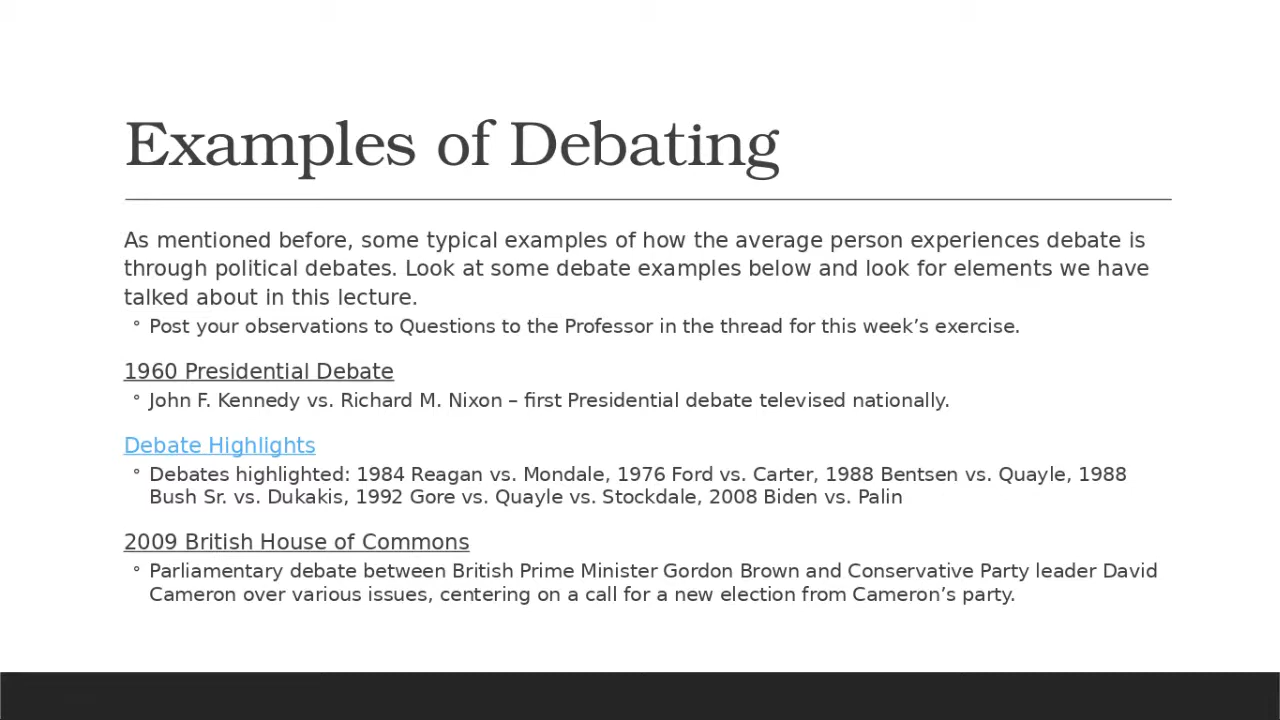 Examples of Debating
As mentioned before, some typical examples of how the average person experiences debate is
through political debates. Look at some debate examples below and look for elements we have
talked about in this lecture.
° Post your observations to Questions to the Professor in the thread for this week’s exercise.
1960 Presidential Debate
° John F. Kennedy vs. Richard M. Nixon – first Presidential debate televised nationally.
Debate Highlights
° Debates highlighted: 1984 Reagan vs. Mondale, 1976 Ford vs. Carter, 1988 Bentsen vs. Quayle, 1988
Bush Sr. vs. Dukakis, 1992 Gore vs. Quayle vs. Stockdale, 2008 Biden vs. Palin
2009 British House of Commons
° Parliamentary debate between British Prime Minister Gordon Brown and Conservative Party leader David
Cameron over various issues, centering on a call for a new election from Cameron’s party.